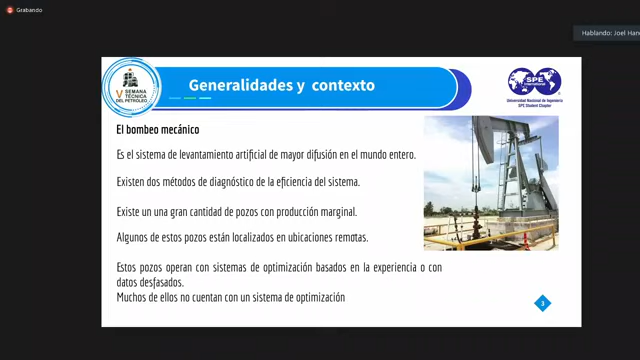 Grabando
Hablando: Joel Han
Generalidades y contexto
V SEMANA
TÉCNICA
DEL PETRÓLEO
SPE
International
Universidad Nacional de Ingeniería
SPE Student Chapter
El bombeo mecánico
Es el sistema de levantamiento artificial de mayor difusión en el mundo entero.
Existen dos métodos de diagnóstico de la eficiencia del sistema.
Existe un una gran cantidad de pozos con producción marginal.
Algunos de estos pozos están localizados en ubicaciones remotas.
Estos pozos operan con sistemas de optimización basados en la experiencia o con
datos desfasados.
Muchos de ellos no cuentan con un sistema de optimización
3